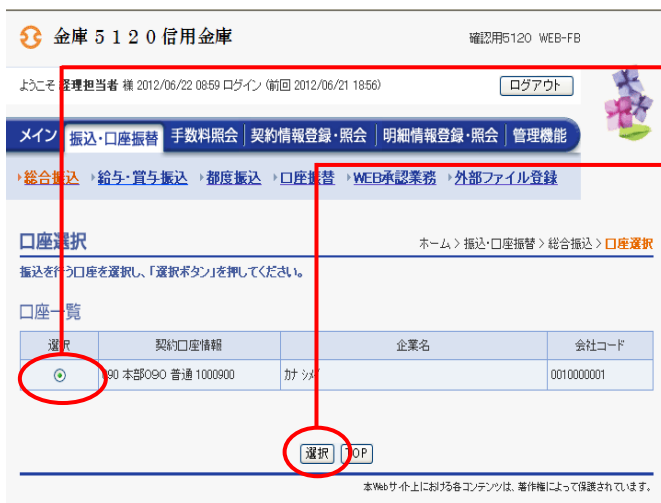 金庫5120信用金庫
確認用5120 WEB-FB
ようこそ 経理担当者 様 2012/06/22 0859 ログイン (前回 2012/06/21 1856)
ログアウト
メイン 振込・口座振替 手数料照会 契約情報登録・照会 明細情報登録・照会 管理機能
総合振込 給与・賞与振込 都度振込 口座振替 WEB承認業務 外部ファイル登録
口座選択
ホーム > 振込・口座振替 > 総合振込 > 口座選択
振込を行う口座を選択し、「選択ボタン」を押してください。
口座一覧
選択 契約口座情報 企業名 会社コード
090 本部090 普通 1000900 カナ シメイ 0010000001
選択 TOP
本Webサイト上における各コンテンツは、著作権によって保護されています。